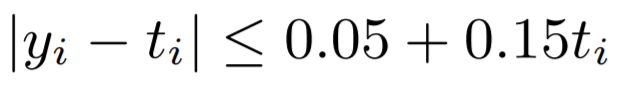 |y_i − t_i| ≤ 0.05 + 0.15t_i